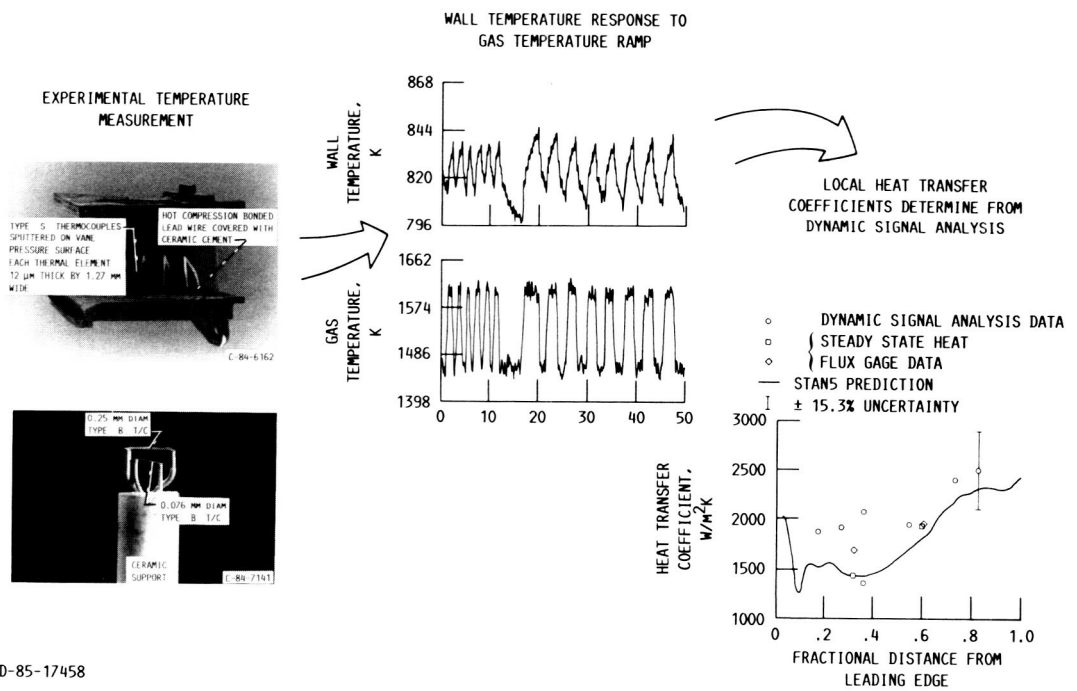 WALL TEMPERATURE RESPONSE TO
GAS TEMPERATURE RAMP
EXPERIMENTAL TEMPERATURE
MEASUREMENT
TYPE S THERMOCOUPLES
SPUTTERED ON VANE
PRESSURE SURFACE
EACH THERMAL ELEMENT
12 µM THICK BY 1.27 MM
WIDE
HOT COMPRESSION BONDED
LEAD WIRE COVERED WITH
CERAMIC CEMENT
C-84-6162
0.25 MM DIAM
TYPE B T/C
0.076 MM DIAM
TYPE B T/C
CERAMIC
SUPPORT
C-84-7141
WALL
TEMPERATURE,
K
868
844
820
796
GAS
TEMPERATURE,
K
1662
1574
1486
1398
0 10 20 30 40 50
LOCAL HEAT TRANSFER
COEFFICIENTS DETERMINE FROM
DYNAMIC SIGNAL ANALYSIS
DYNAMIC SIGNAL ANALYSIS DATA
STEADY STATE HEAT
FLUX GAGE DATA
STAN5 PREDICTION
± 15.3% UNCERTAINTY
HEAT TRANSFER
COEFFICIENT,
W/M²K
3000
2500
2000
1500
1000
0 .2 .4 .6 .8 1.0
FRACTIONAL DISTANCE FROM
LEADING EDGE
D-85-17458